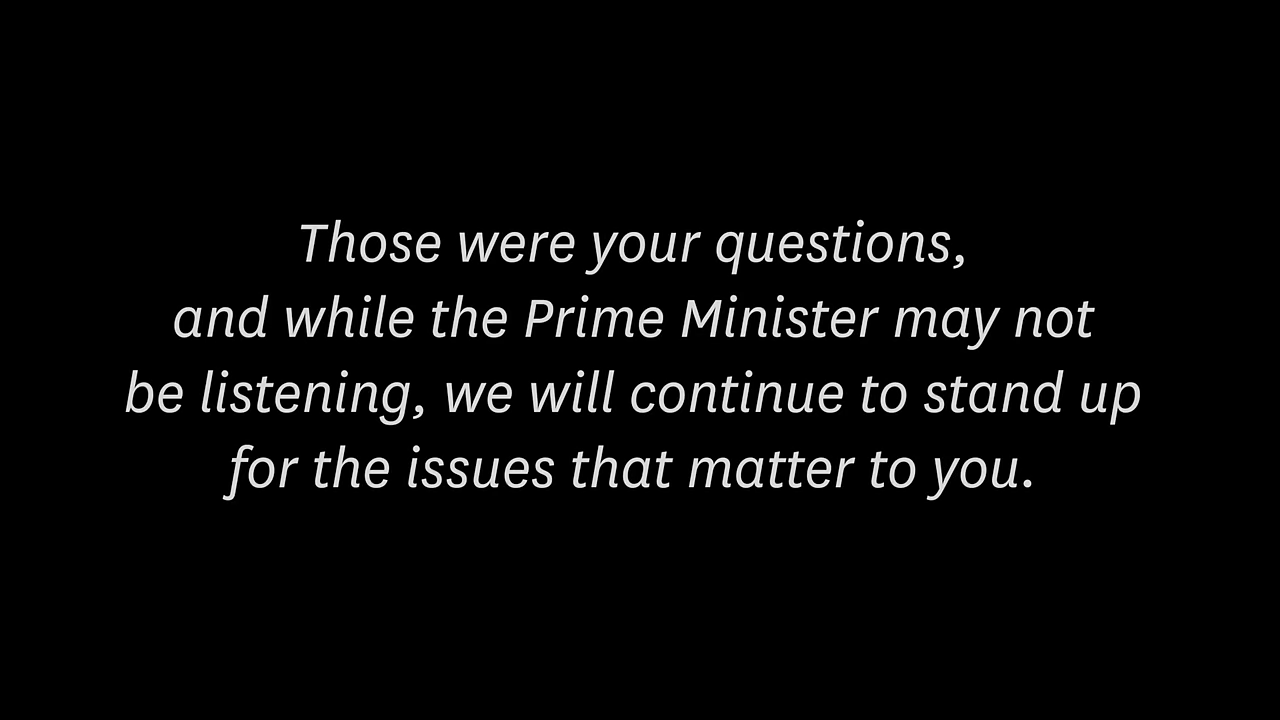 Those were your questions,
and while the Prime Minister may not
be listening, we will continue to stand up
for the issues that matter to you.